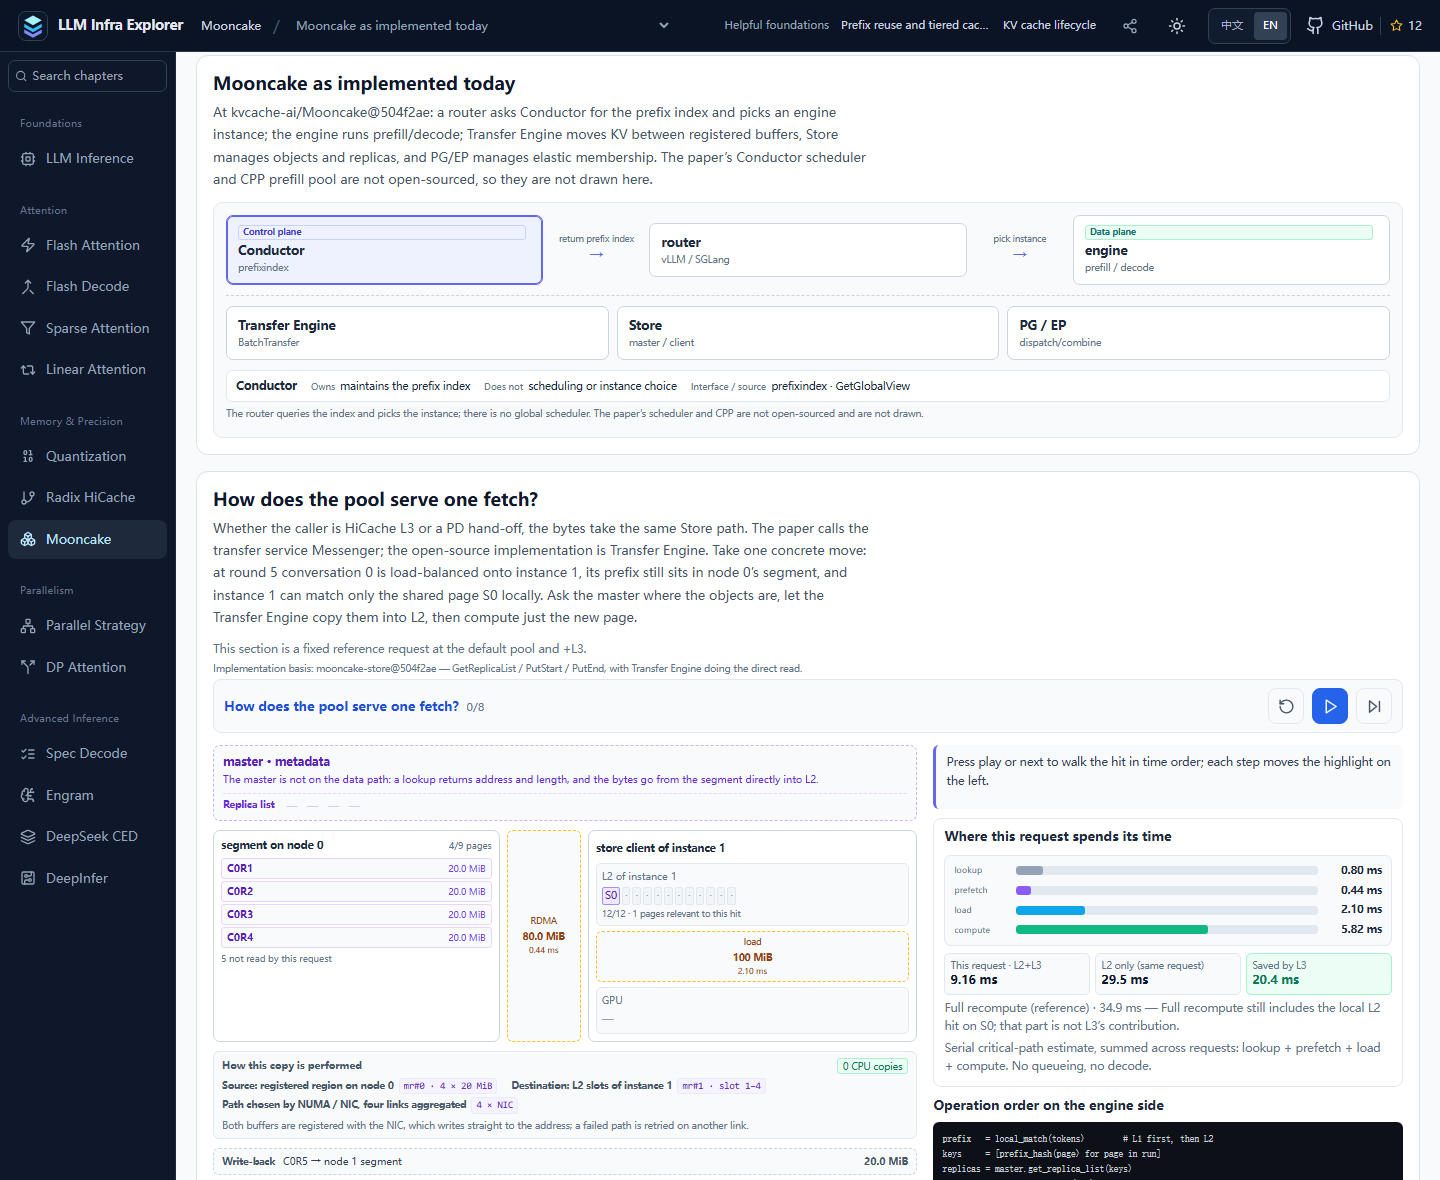 LLM Infra Explorer
Mooncake / Mooncake as implemented today
Helpful foundations Prefix reuse and tiered cac... KV cache lifecycle
中文 EN GitHub 12
Search chapters
Foundations
LLM Inference
Attention
Flash Attention
Flash Decode
Sparse Attention
Linear Attention
Memory & Precision
Quantization
Radix HiCache
Mooncake
Parallelism
Parallel Strategy
DP Attention
Advanced Inference
Spec Decode
Engram
DeepSeek CED
DeepInfer
Mooncake as implemented today
At kvcache-ai/Mooncake@504f2ae: a router asks Conductor for the prefix index and picks an engine
instance; the engine runs prefill/decode; Transfer Engine moves KV between registered buffers, Store
manages objects and replicas, and PG/EP manages elastic membership. The paper's Conductor scheduler
and CPP prefill pool are not open-sourced, so they are not drawn here.
Control plane
Conductor
prefixindex
return prefix index
→
router
vLLM / SGLang
pick instance
→
Data plane
engine
prefill / decode
Transfer Engine
BatchTransfer
Store
master / client
PG / EP
dispatch/combine
Conductor Owns maintains the prefix index Does not scheduling or instance choice Interface / source prefixindex · GetGlobalView
The router queries the index and picks the instance; there is no global scheduler. The paper's scheduler and CPP are not open-sourced and are not drawn.
How does the pool serve one fetch?
Whether the caller is HiCache L3 or a PD hand-off, the bytes take the same Store path. The paper calls the
transfer service Messenger; the open-source implementation is Transfer Engine. Take one concrete move:
at round 5 conversation 0 is load-balanced onto instance 1, its prefix still sits in node 0's segment, and
instance 1 can match only the shared page S0 locally. Ask the master where the objects are, let the
Transfer Engine copy them into L2, then compute just the new page.
This section is a fixed reference request at the default pool and +L3.
Implementation basis: mooncake-store@504f2ae — GetReplicaList / PutStart / PutEnd, with Transfer Engine doing the direct read.
How does the pool serve one fetch? 0/8
master • metadata
The master is not on the data path: a lookup returns address and length, and the bytes go from the segment directly into L2.
Replica list — — — —
segment on node 0 4/9 pages
C0R1 20.0 MiB
C0R2 20.0 MiB
C0R3 20.0 MiB
C0R4 20.0 MiB
5 not read by this request
RDMA
80.0 MiB
0.44 ms
store client of instance 1
L2 of instance 1
S0 · · · · · · · · · · ·
12/12 · 1 pages relevant to this hit
load
100 MiB
2.10 ms
GPU
—
How this copy is performed 0 CPU copies
Source: registered region on node 0 mr#0 · 4 × 20 MiB Destination: L2 slots of instance 1 mr#1 · slot 1–4
Path chosen by NUMA / NIC, four links aggregated 4 × NIC
Both buffers are registered with the NIC, which writes straight to the address; a failed path is retried on another link.
Write-back C0R5 → node 1 segment 20.0 MiB
Press play or next to walk the hit in time order; each step moves the highlight on
the left.
Where this request spends its time
lookup 0.80 ms
prefetch 0.44 ms
load 2.10 ms
compute 5.82 ms
This request · L2+L3
9.16 ms
L2 only (same request)
29.5 ms
Saved by L3
20.4 ms
Full recompute (reference) · 34.9 ms — Full recompute still includes the local L2
hit on S0; that part is not L3's contribution.
Serial critical-path estimate, summed across requests: lookup + prefetch + load
+ compute. No queueing, no decode.
Operation order on the engine side
prefix = local_match(tokens) # L1 first, then L2
keys = [prefix_hash(page) for page in run]
replicas = master.get_replica_list(keys)